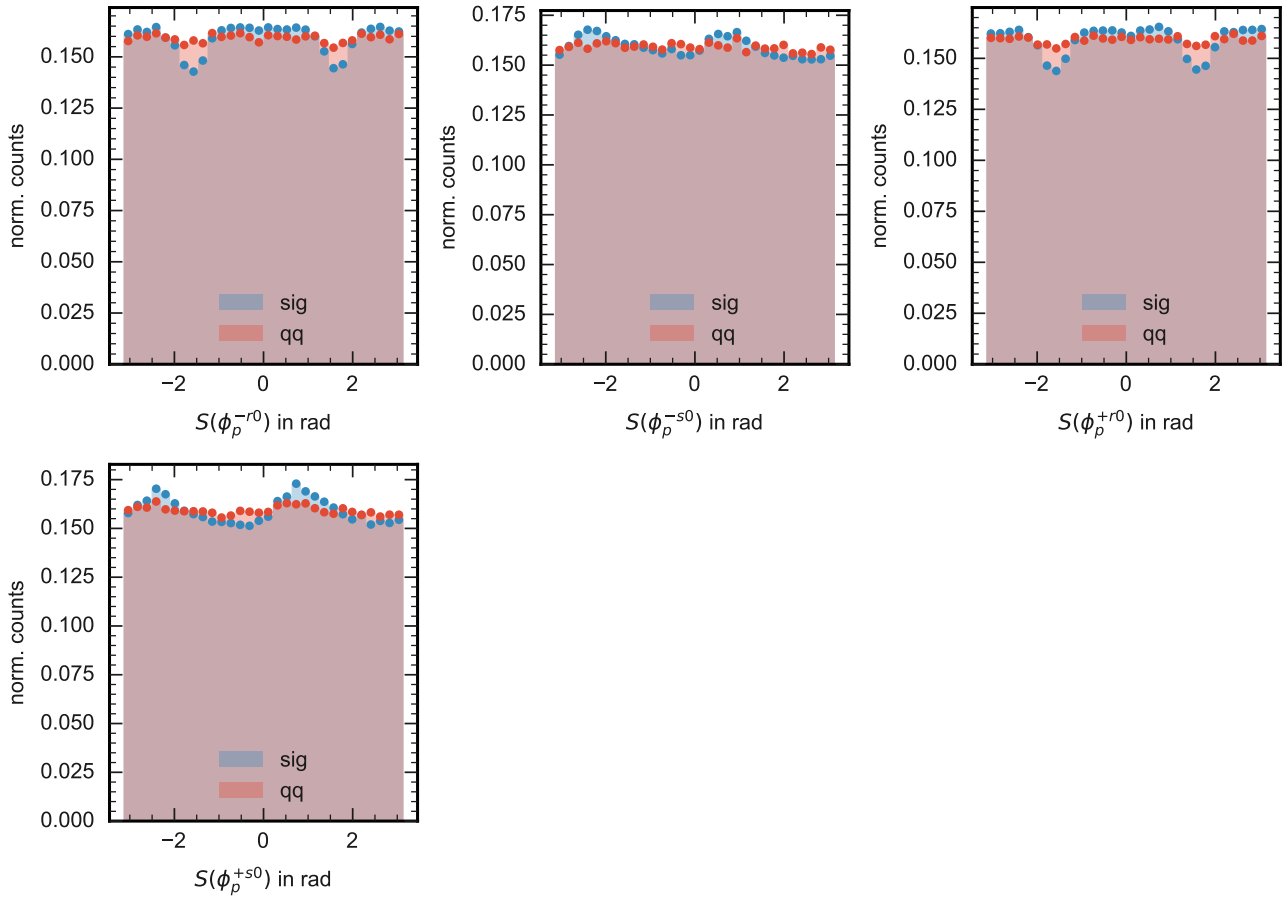 norm. counts
0.150
0.125
0.100
0.075
0.050
0.025
0.000
sig
qq
−2 0 2
S(ϕ_p^{−r0}) in rad
norm. counts
0.175
0.150
0.125
0.100
0.075
0.050
0.025
0.000
sig
qq
−2 0 2
S(ϕ_p^{−s0}) in rad
norm. counts
0.150
0.125
0.100
0.075
0.050
0.025
0.000
sig
qq
−2 0 2
S(ϕ_p^{+r0}) in rad
norm. counts
0.175
0.150
0.125
0.100
0.075
0.050
0.025
0.000
sig
qq
−2 0 2
S(ϕ_p^{+s0}) in rad